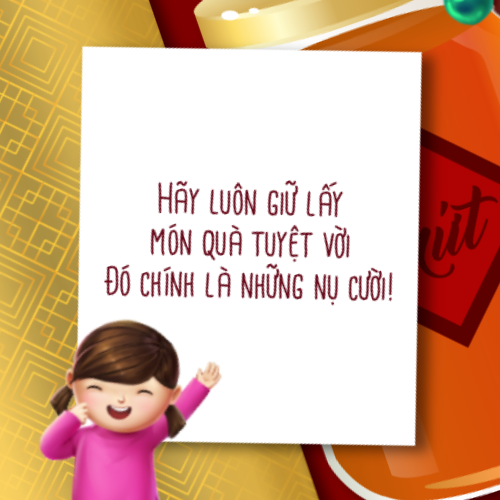 Hãy luôn giữ lấy
món quà tuyệt vời
Đó chính là những nụ cười!